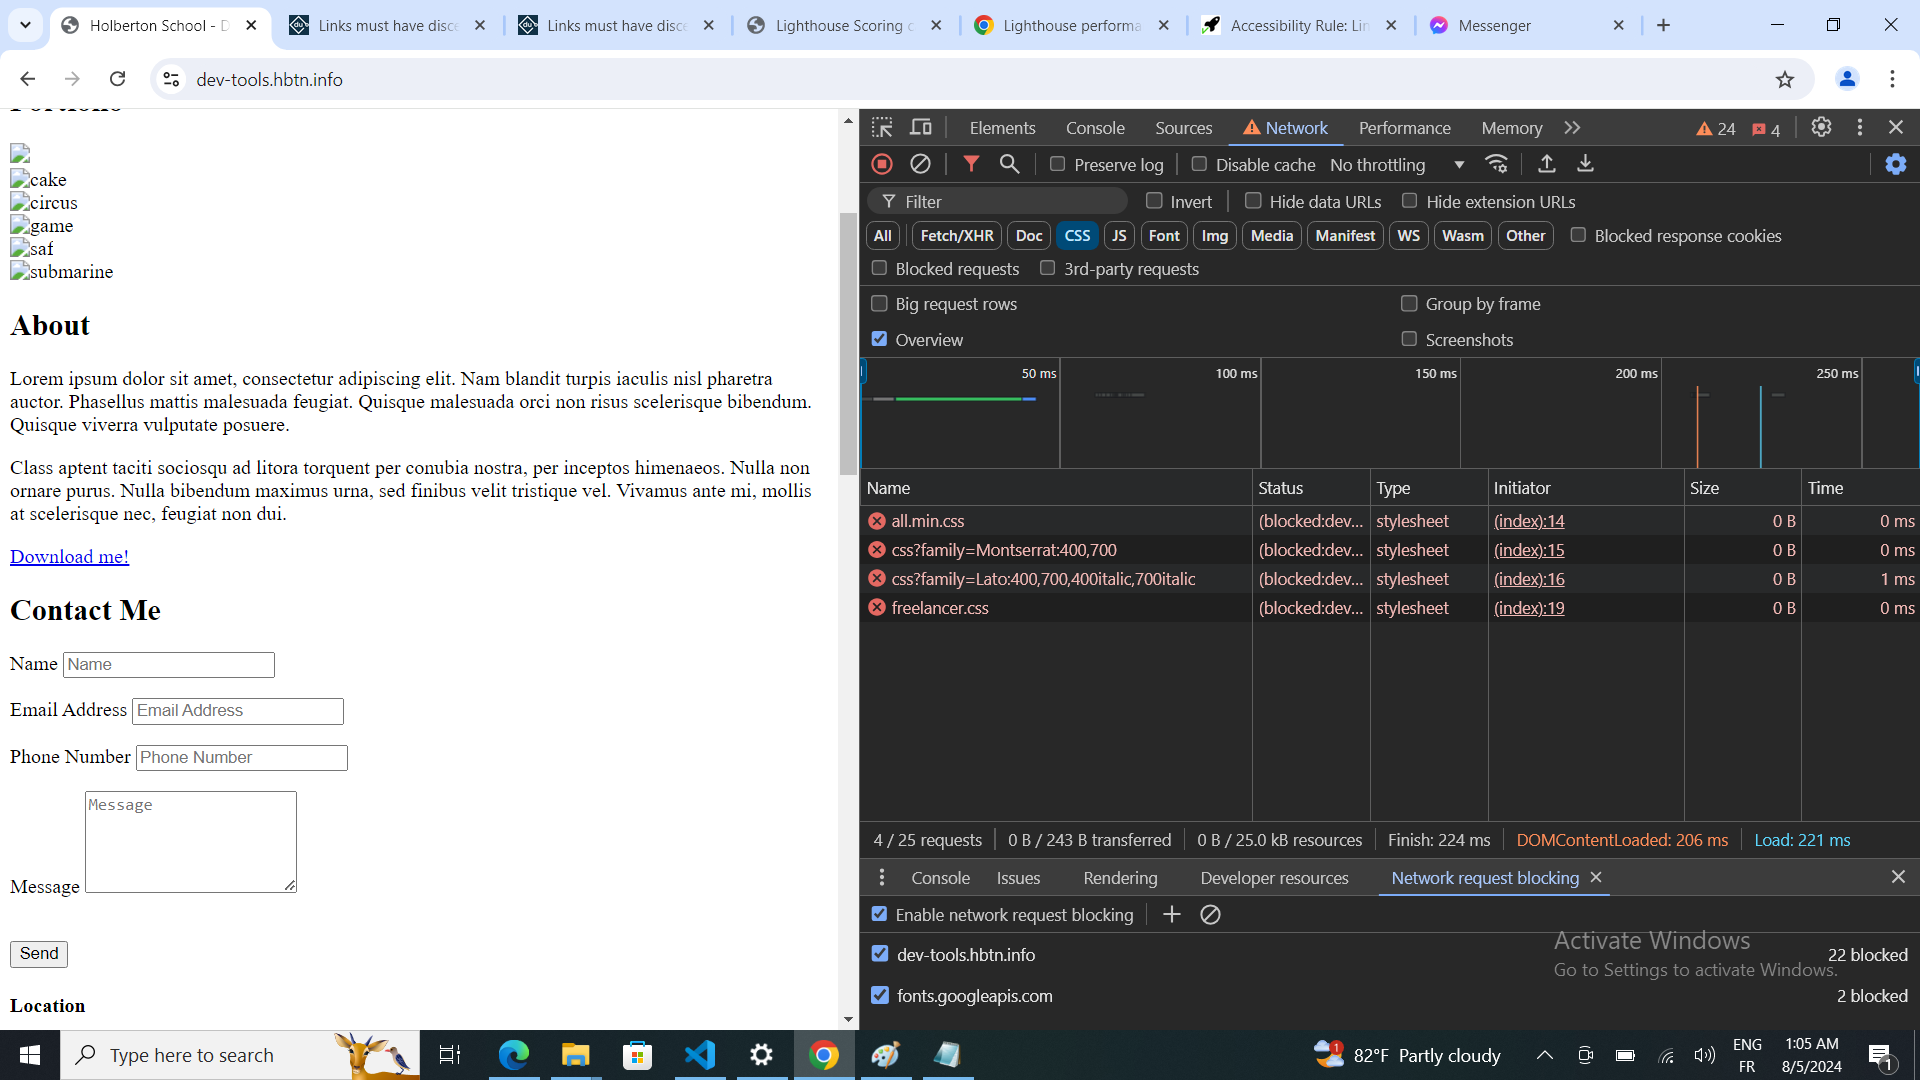 Holberton School - D
Links must have disce
Links must have disce
Lighthouse Scoring c
Lighthouse performa
Accessibility Rule: Lin
Messenger
dev-tools.hbtn.info
Portfolio
cake
circus
game
saf
submarine
About
Lorem ipsum dolor sit amet, consectetur adipiscing elit. Nam blandit turpis iaculis nisl pharetra
auctor. Phasellus mattis malesuada feugiat. Quisque malesuada orci non risus scelerisque bibendum.
Quisque viverra vulputate posuere.
Class aptent taciti sociosqu ad litora torquent per conubia nostra, per inceptos himenaeos. Nulla non
ornare purus. Nulla bibendum maximus urna, sed finibus velit tristique vel. Vivamus ante mi, mollis
at scelerisque nec, feugiat non dui.
Download me!
Contact Me
Name Name
Email Address Email Address
Phone Number Phone Number
Message
Message
Send
Location
Elements Console Sources Network Performance Memory 24 4
Preserve log Disable cache No throttling
Filter Invert Hide data URLs Hide extension URLs
All Fetch/XHR Doc CSS JS Font Img Media Manifest WS Wasm Other Blocked response cookies
Blocked requests 3rd-party requests
Big request rows Group by frame
Overview Screenshots
50 ms 100 ms 150 ms 200 ms 250 ms
Name Status Type Initiator Size Time
all.min.css (blocked:dev... stylesheet (index):14 0 B 0 ms
css?family=Montserrat:400,700 (blocked:dev... stylesheet (index):15 0 B 0 ms
css?family=Lato:400,700,400italic,700italic (blocked:dev... stylesheet (index):16 0 B 1 ms
freelancer.css (blocked:dev... stylesheet (index):19 0 B 0 ms
4 / 25 requests 0 B / 243 B transferred 0 B / 25.0 kB resources Finish: 224 ms DOMContentLoaded: 206 ms Load: 221 ms
Console Issues Rendering Developer resources Network request blocking
Enable network request blocking
dev-tools.hbtn.info 22 blocked
fonts.googleapis.com 2 blocked
Activate Windows
Go to Settings to activate Windows.
Type here to search
1
82°F Partly cloudy
ENG
FR
1:05 AM
8/5/2024
1